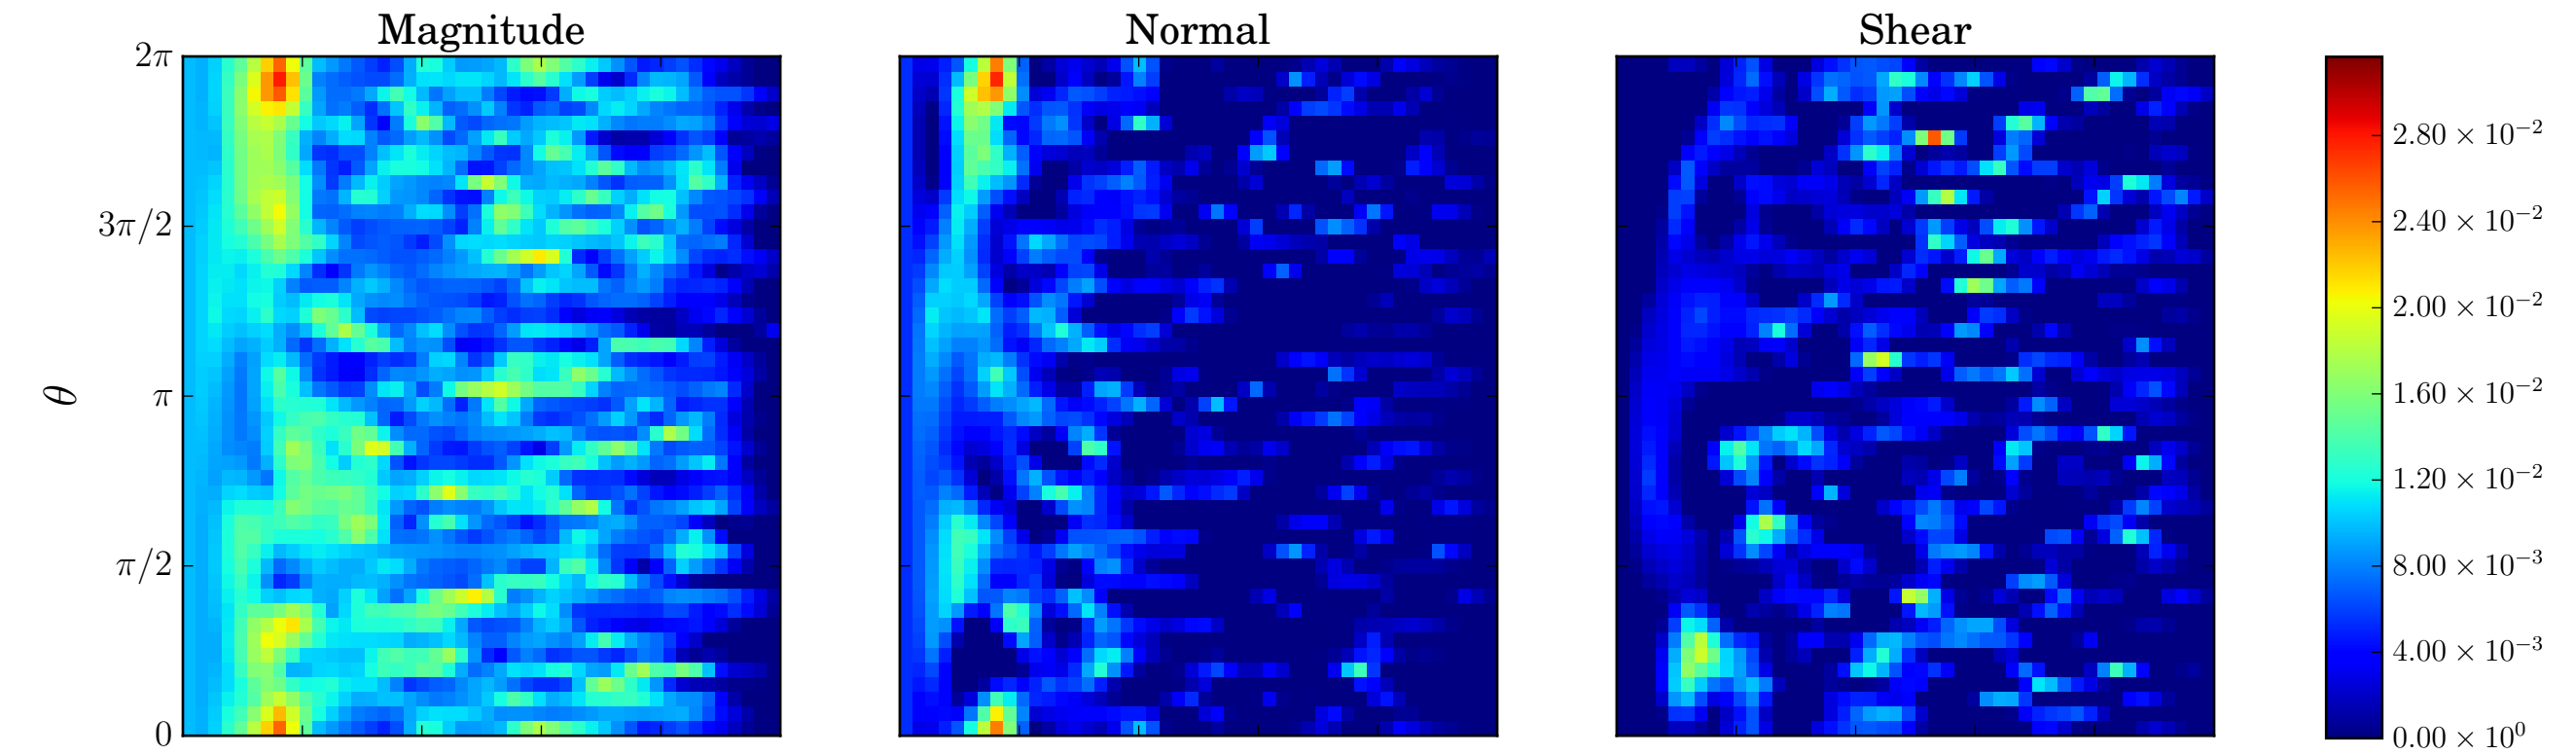 Magnitude
Normal
Shear
2π
3π/2
π
π/2
0
θ
2.80 × 10⁻²
2.40 × 10⁻²
2.00 × 10⁻²
1.60 × 10⁻²
1.20 × 10⁻²
8.00 × 10⁻³
4.00 × 10⁻³
0.00 × 10⁰